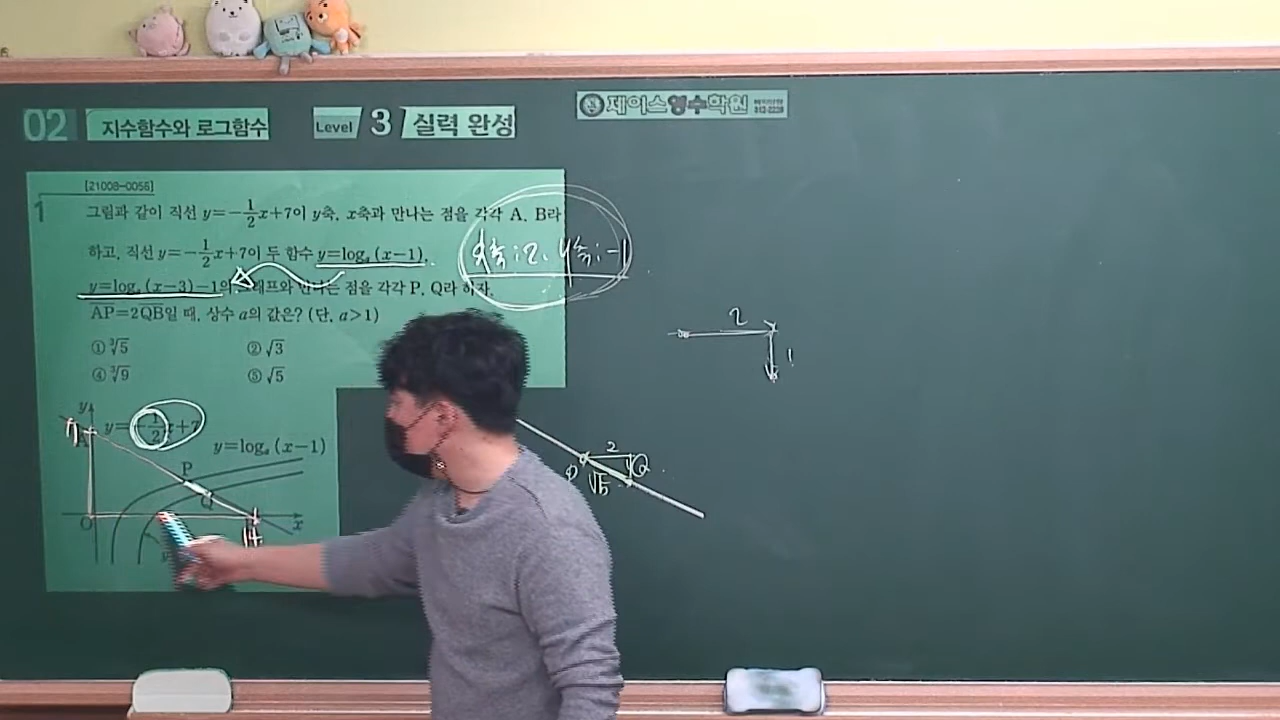 02 지수함수와 로그함수 Level 3 실력 완성
제이스영수학원
[21008-0056]
1
그림과 같이 직선 y=-1/2x+7이 y축, x축과 만나는 점을 각각 A, B라
하고, 직선 y=-1/2x+7이 두 함수 y=logₐ(x-1),
y=logₐ(x-3)-1의 그래프와 만나는 점을 각각 P, Q라 하자.
AP=2QB일 때, 상수 a의 값은? (단, a>1)
① ∛5 ② √3
④ ∛9 ⑤ √5
x축:2, y축:-1
2
1
y
y=-1/2x+7
7
A
y=logₐ(x-1)
P
Q
O
14
x
2
P
√5
1
Q